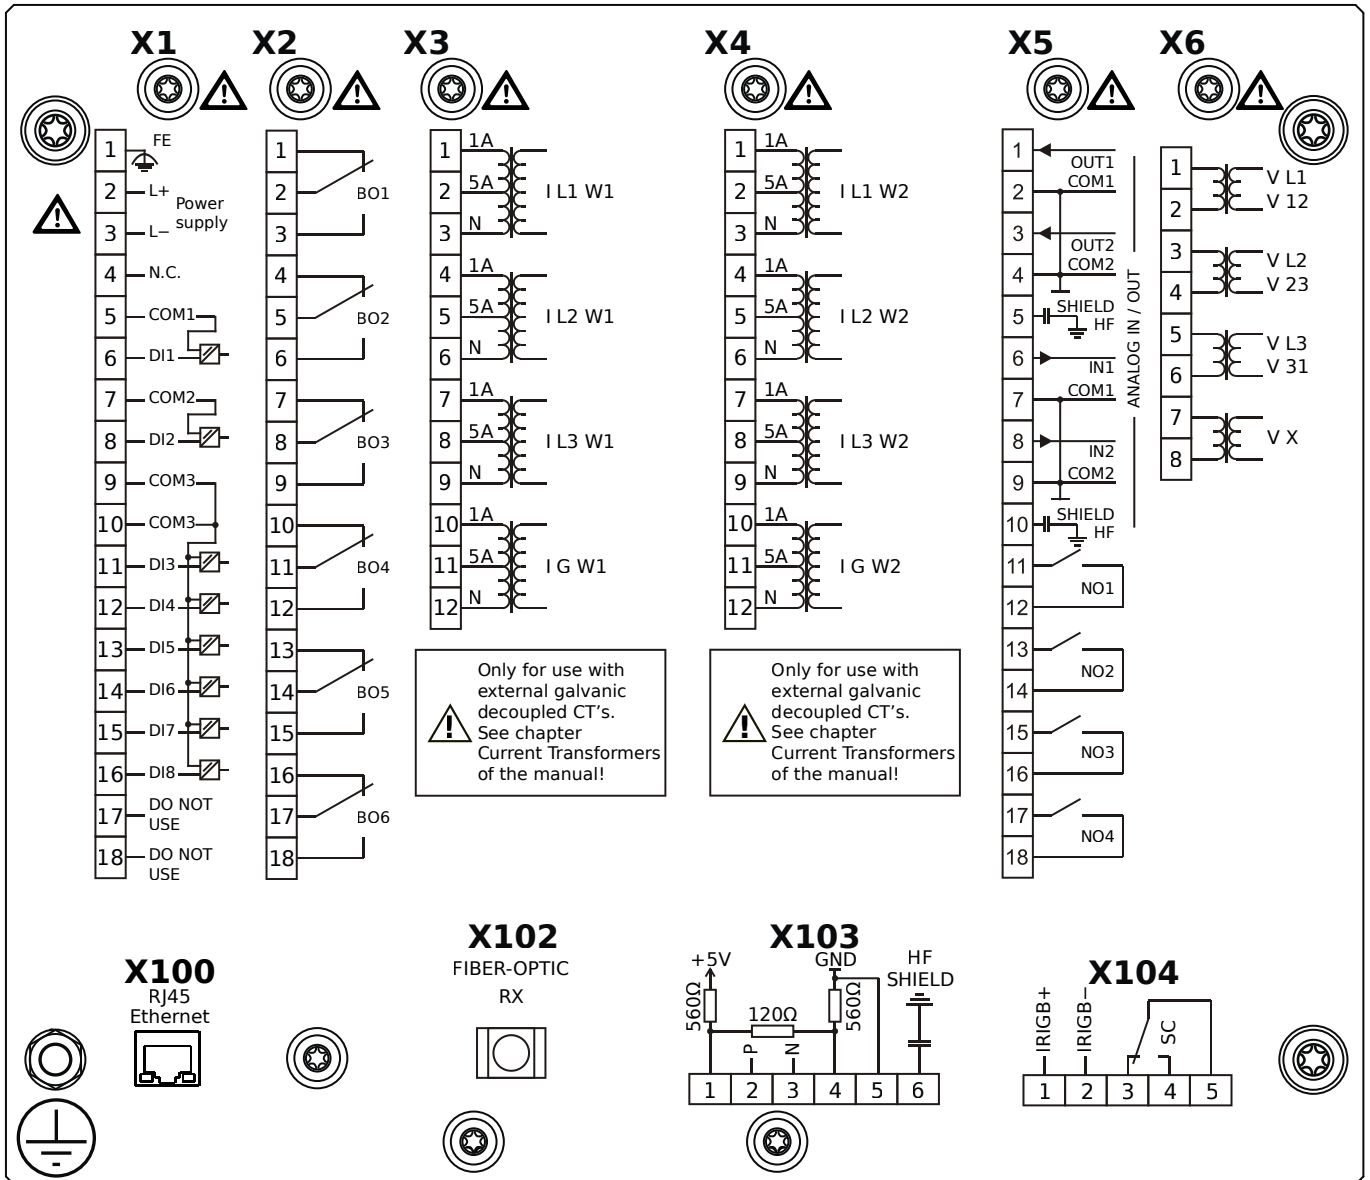 X1
X2
X3
X4
X5
X6
1
FE
2
L+
Power
supply
3
L−
4
N.C.
5
COM1
6
DI1
7
COM2
8
DI2
9
COM3
10
COM3
11
DI3
12
DI4
13
DI5
14
DI6
15
DI7
16
DI8
17
DO NOT
USE
18
DO NOT
USE
1
2
BO1
3
4
5
BO2
6
7
8
BO3
9
10
11
BO4
12
13
14
BO5
15
16
17
BO6
18
1
1A
2
5A
I L1 W1
3
N
4
1A
5
5A
I L2 W1
6
N
7
1A
8
5A
I L3 W1
9
N
10
1A
11
5A
I G W1
12
N
Only for use with
external galvanic
decoupled CT's.
See chapter
Current Transformers
of the manual!
1
1A
2
5A
I L1 W2
3
N
4
1A
5
5A
I L2 W2
6
N
7
1A
8
5A
I L3 W2
9
N
10
1A
11
5A
I G W2
12
N
Only for use with
external galvanic
decoupled CT's.
See chapter
Current Transformers
of the manual!
1
OUT1
2
COM1
3
OUT2
4
COM2
5
SHIELD
HF
6
IN1
7
COM1
8
IN2
9
COM2
10
SHIELD
HF
ANALOG IN / OUT
11
NO1
12
13
NO2
14
15
NO3
16
17
NO4
18
1
V L1
2
V 12
3
V L2
4
V 23
5
V L3
6
V 31
7
V X
8
X100
RJ45
Ethernet
X102
FIBER-OPTIC
RX
X103
+5V
GND
HF
SHIELD
560Ω
120Ω
560Ω
P
N
1 2 3 4 5 6
X104
IRIGB+
IRIGB−
SC
1 2 3 4 5